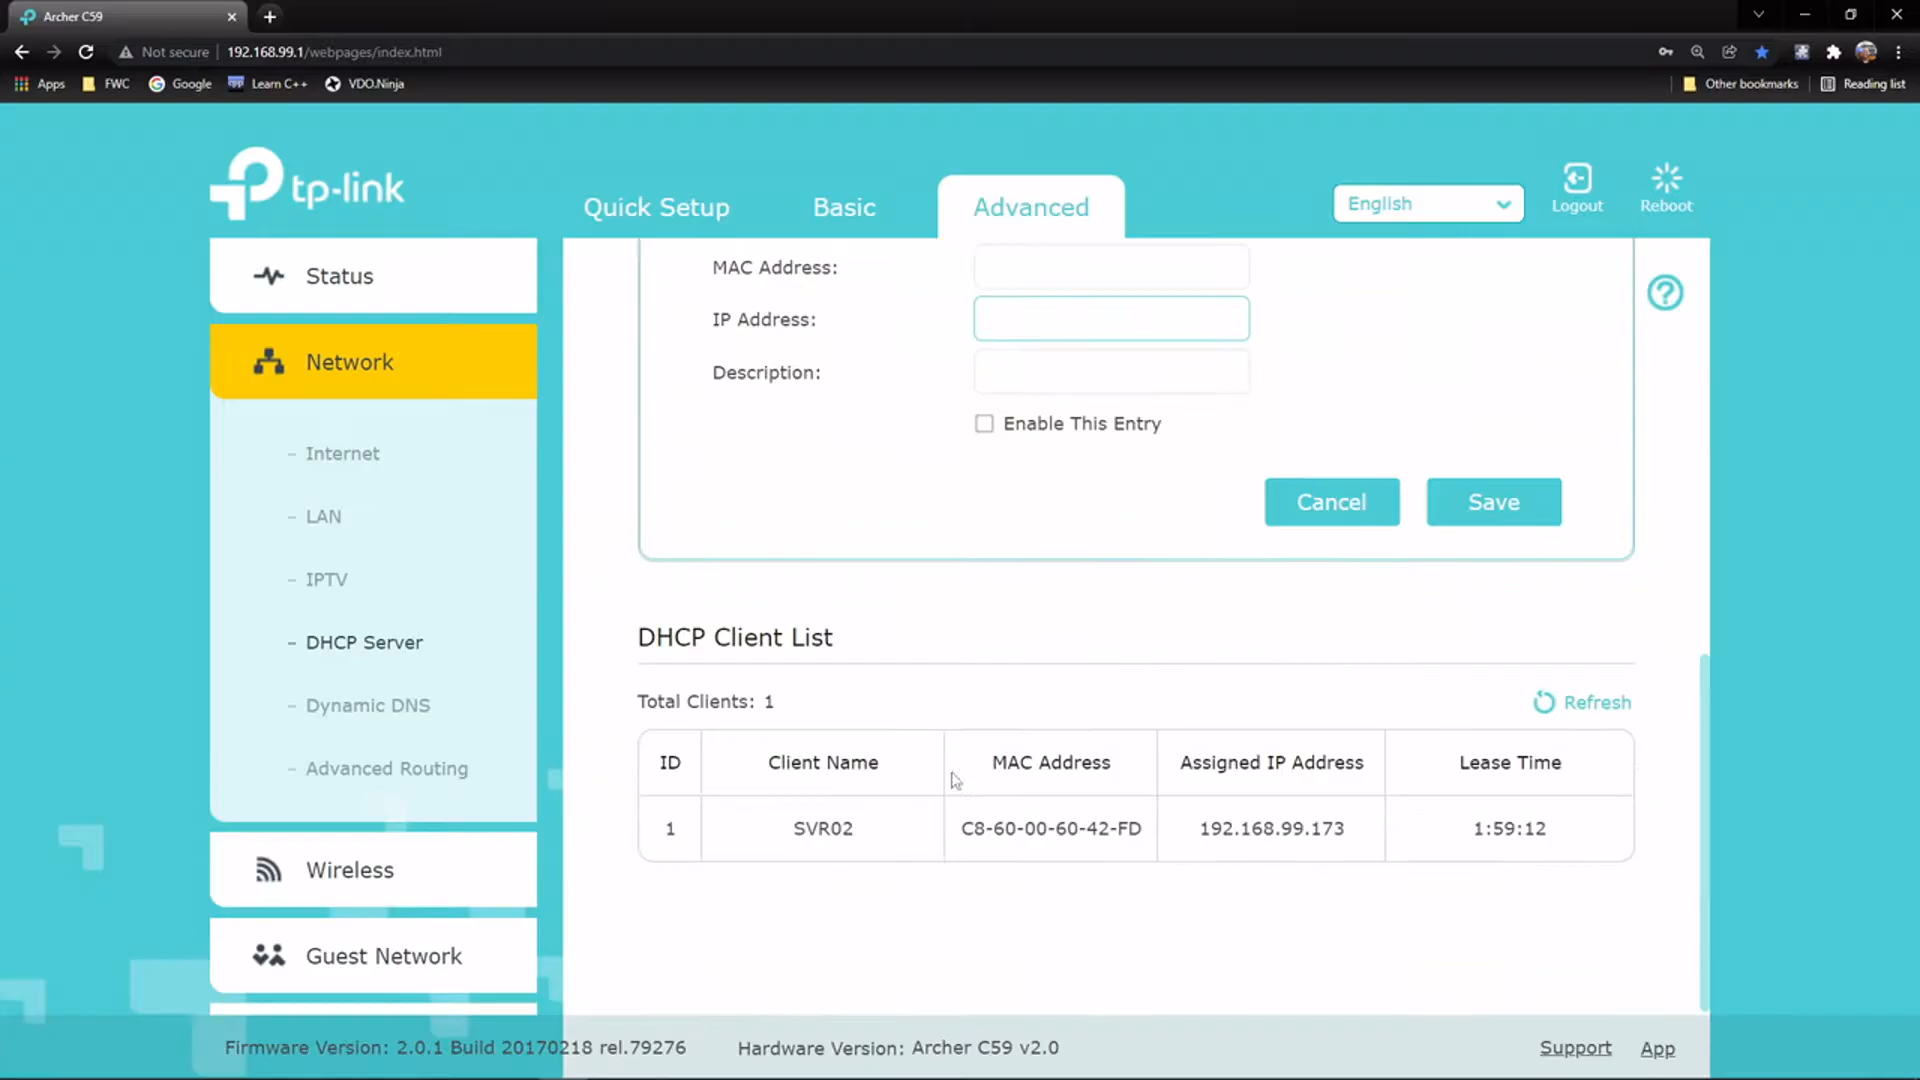 Archer C59
Not secure 192.168.99.1/webpages/index.html
Apps FWC Google Learn C++ VDO.Ninja Other bookmarks Reading list
tp-link
Quick Setup Basic Advanced English Logout Reboot
Status
Network
- Internet
- LAN
- IPTV
- DHCP Server
- Dynamic DNS
- Advanced Routing
Wireless
Guest Network
MAC Address:
IP Address:
Description:
Enable This Entry
Cancel Save
DHCP Client List
Total Clients: 1 Refresh
ID Client Name MAC Address Assigned IP Address Lease Time
1 SVR02 C8-60-00-60-42-FD 192.168.99.173 1:59:12
Firmware Version: 2.0.1 Build 20170218 rel.79276 Hardware Version: Archer C59 v2.0 Support App